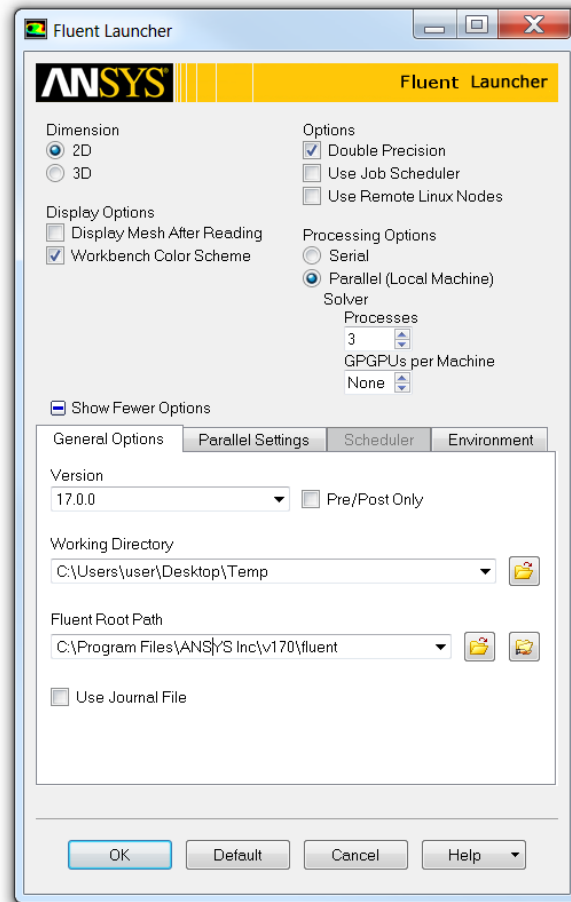 Fluent Launcher
ANSYS® Fluent Launcher
Dimension
2D
3D
Display Options
Display Mesh After Reading
Workbench Color Scheme
Options
Double Precision
Use Job Scheduler
Use Remote Linux Nodes
Processing Options
Serial
Parallel (Local Machine)
Solver
Processes
3
GPGPUs per Machine
None
Show Fewer Options
General Options Parallel Settings Scheduler Environment
Version
17.0.0 Pre/Post Only
Working Directory
C:\Users\user\Desktop\Temp
Fluent Root Path
C:\Program Files\ANSYS Inc\v170\fluent
Use Journal File
OK Default Cancel Help